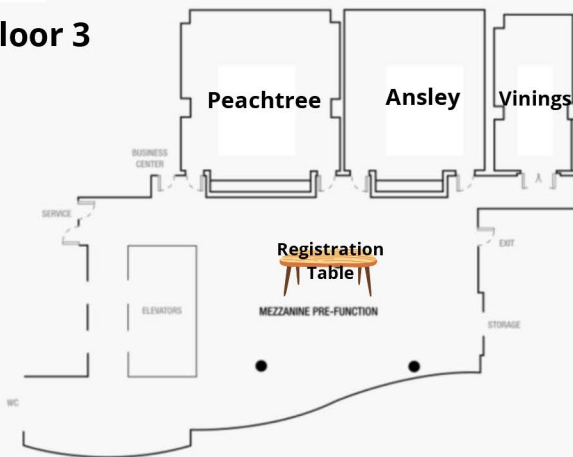 loor 3
Peachtree
Ansley
Vinings
BUSINESS
CENTER
SERVICE
EXIT
Registration
Table
ELEVATORS
MEZZANINE PRE-FUNCTION
STORAGE
WC